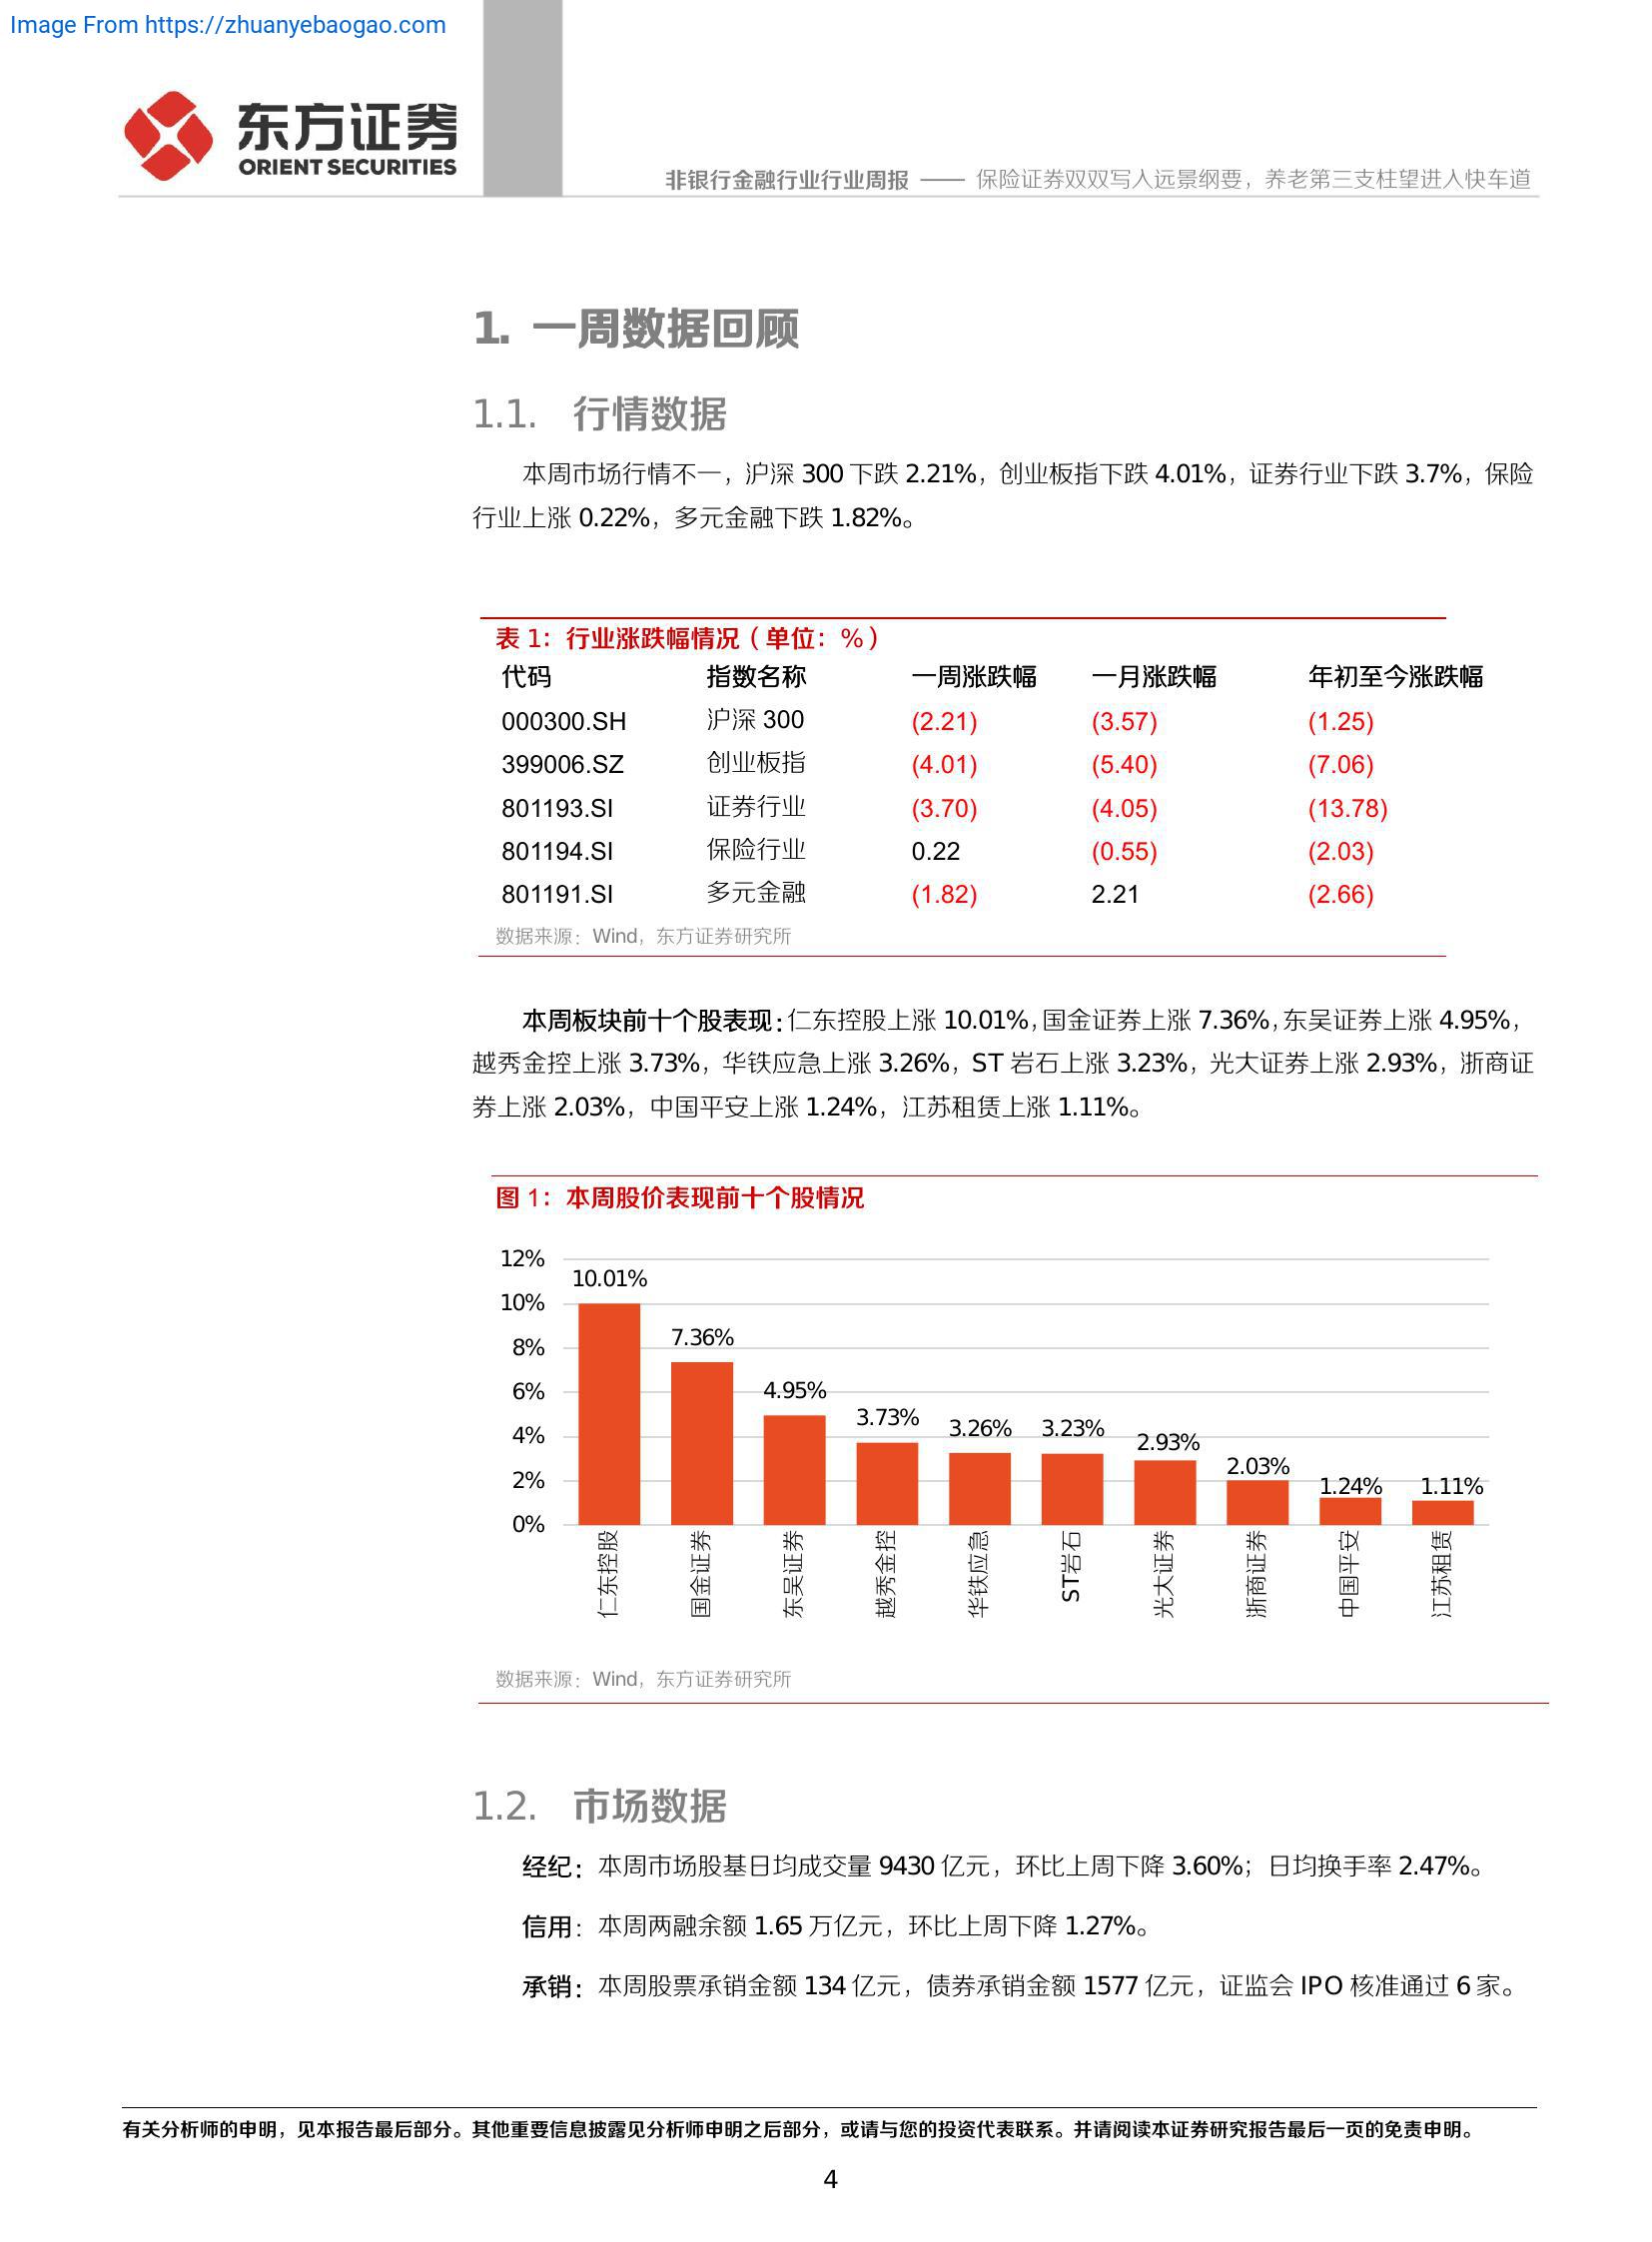 Image From https://zhuanyebaogao.com
东方证券
ORIENT SECURITIES
非银行金融行业行业周报 —— 保险证券双双写入远景纲要，养老第三支柱望进入快车道
1. 一周数据回顾
1.1. 行情数据
本周市场行情不一，沪深 300 下跌 2.21%，创业板指下跌 4.01%，证券行业下跌 3.7%，保险
行业上涨 0.22%，多元金融下跌 1.82%。
表 1：行业涨跌幅情况（单位：%）
代码 指数名称 一周涨跌幅 一月涨跌幅 年初至今涨跌幅
000300.SH 沪深 300 (2.21) (3.57) (1.25)
399006.SZ 创业板指 (4.01) (5.40) (7.06)
801193.SI 证券行业 (3.70) (4.05) (13.78)
801194.SI 保险行业 0.22 (0.55) (2.03)
801191.SI 多元金融 (1.82) 2.21 (2.66)
数据来源：Wind，东方证券研究所
本周板块前十个股表现：仁东控股上涨 10.01%，国金证券上涨 7.36%，东吴证券上涨 4.95%，
越秀金控上涨 3.73%，华铁应急上涨 3.26%，ST 岩石上涨 3.23%，光大证券上涨 2.93%，浙商证
券上涨 2.03%，中国平安上涨 1.24%，江苏租赁上涨 1.11%。
图 1：本周股价表现前十个股情况
12%
10%
8%
6%
4%
2%
0%
10.01%
7.36%
4.95%
3.73%
3.26%
3.23%
2.93%
2.03%
1.24%
1.11%
仁东控股
国金证券
东吴证券
越秀金控
华铁应急
ST岩石
光大证券
浙商证券
中国平安
江苏租赁
数据来源：Wind，东方证券研究所
1.2. 市场数据
经纪：本周市场股基日均成交量 9430 亿元，环比上周下降 3.60%；日均换手率 2.47%。
信用：本周两融余额 1.65 万亿元，环比上周下降 1.27%。
承销：本周股票承销金额 134 亿元，债券承销金额 1577 亿元，证监会 IPO 核准通过 6 家。
有关分析师的申明，见本报告最后部分。其他重要信息披露见分析师申明之后部分，或请与您的投资代表联系。并请阅读本证券研究报告最后一页的免责申明。
4